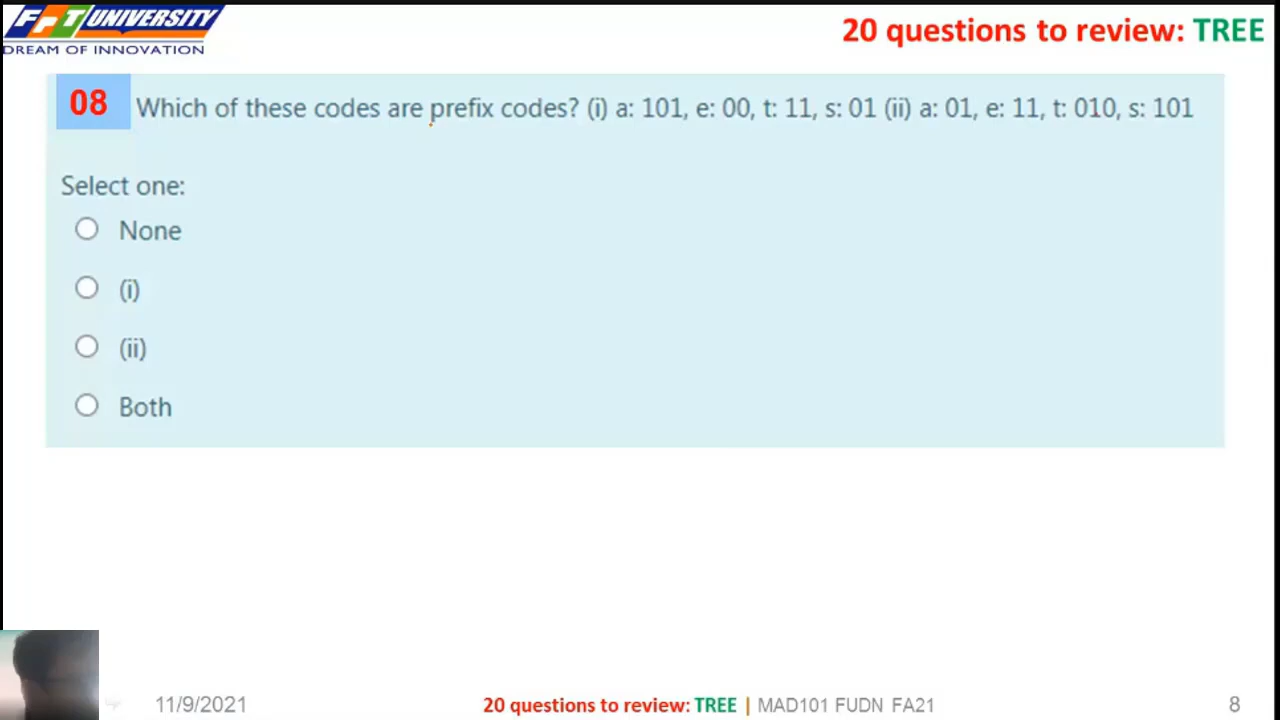 FPT UNIVERSITY
DREAM OF INNOVATION
20 questions to review: TREE
08 Which of these codes are prefix codes? (i) a: 101, e: 00, t: 11, s: 01 (ii) a: 01, e: 11, t: 010, s: 101
Select one:
None
(i)
(ii)
Both
11/9/2021
20 questions to review: TREE | MAD101 FUDN FA21
8